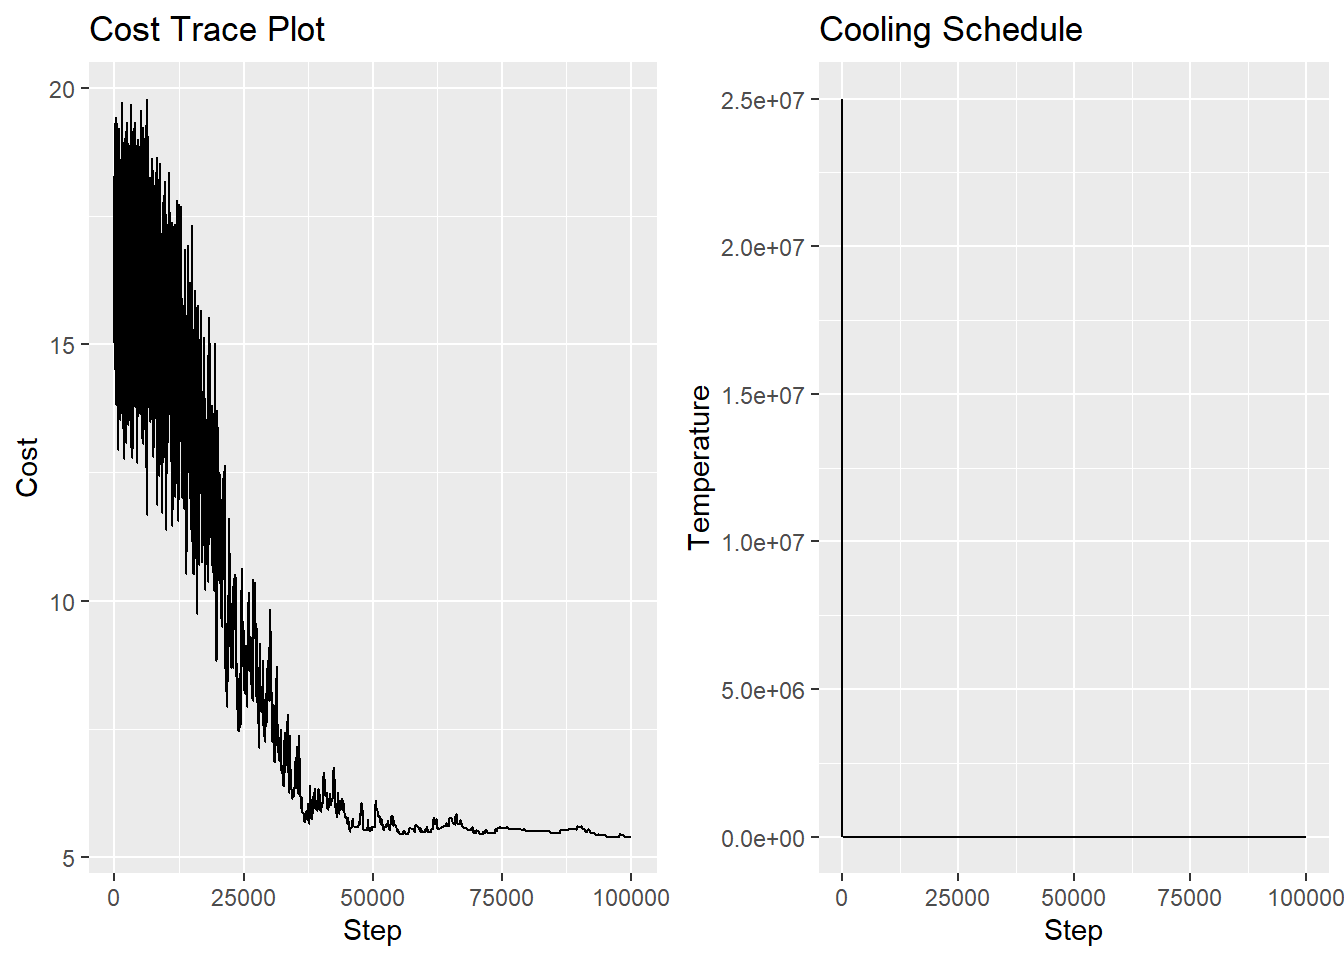 Cost Trace Plot
20
15
10
5
Cost
0
25000
50000
75000
100000
Step
Cooling Schedule
2.5e+07
2.0e+07
1.5e+07
1.0e+07
5.0e+06
0.0e+00
Temperature
0
25000
50000
75000
100000
Step